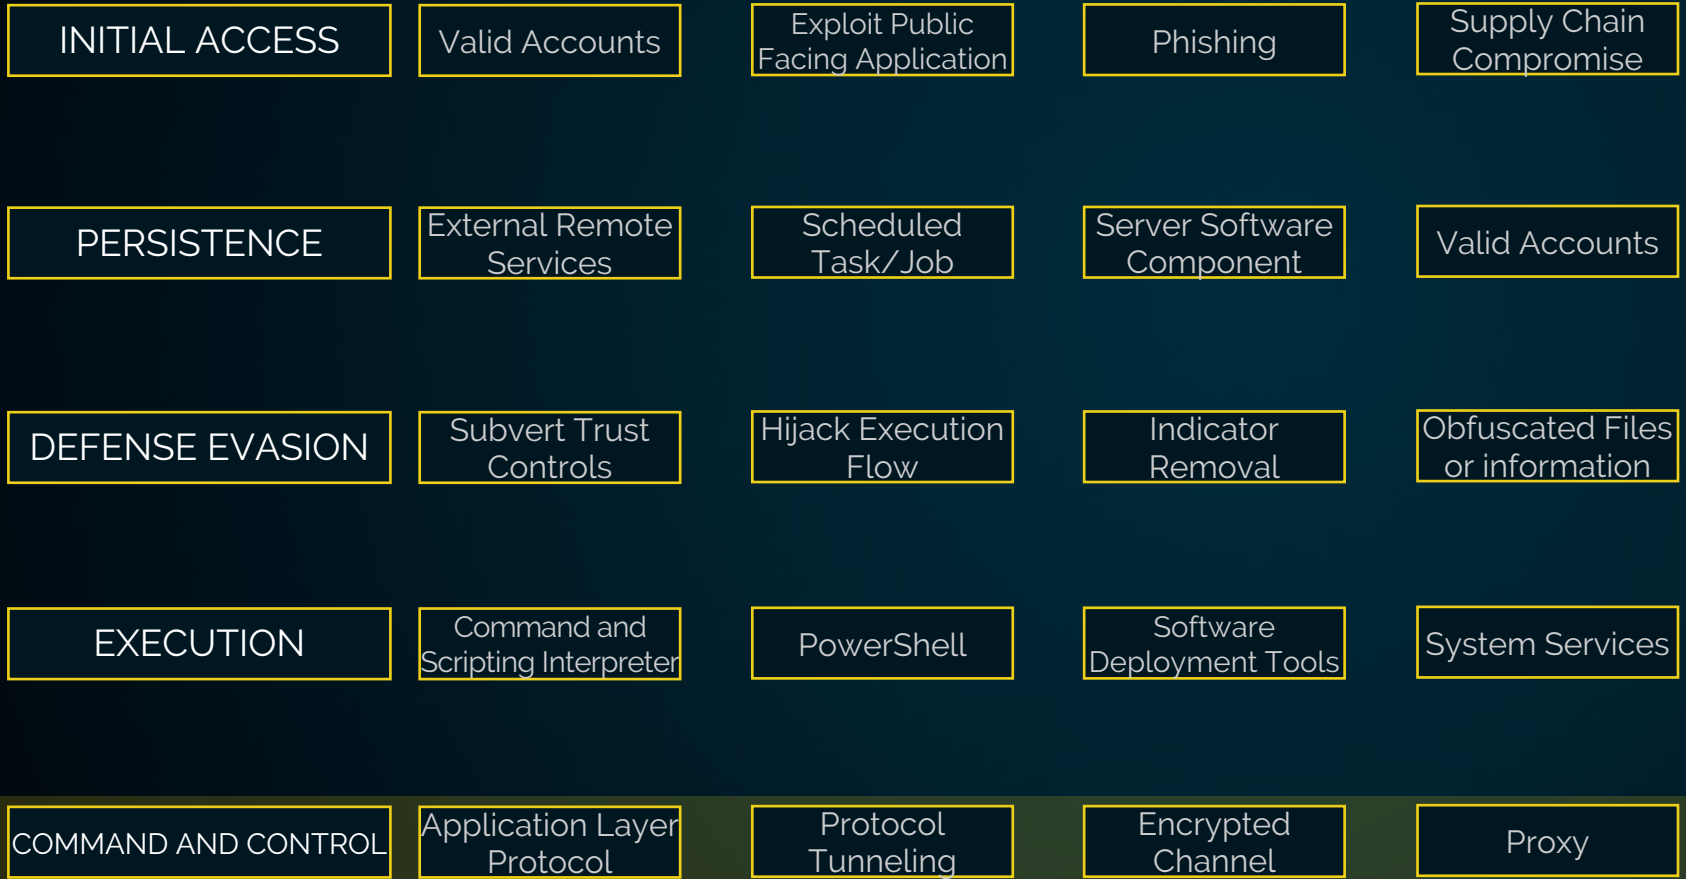 INITIAL ACCESS
Valid Accounts
Exploit Public
Facing Application
Phishing
Supply Chain
Compromise
PERSISTENCE
External Remote
Services
Scheduled
Task/Job
Server Software
Component
Valid Accounts
DEFENSE EVASION
Subvert Trust
Controls
Hijack Execution
Flow
Indicator
Removal
Obfuscated Files
or information
EXECUTION
Command and
Scripting Interpreter
PowerShell
Software
Deployment Tools
System Services
COMMAND AND CONTROL
Application Layer
Protocol
Protocol
Tunneling
Encrypted
Channel
Proxy